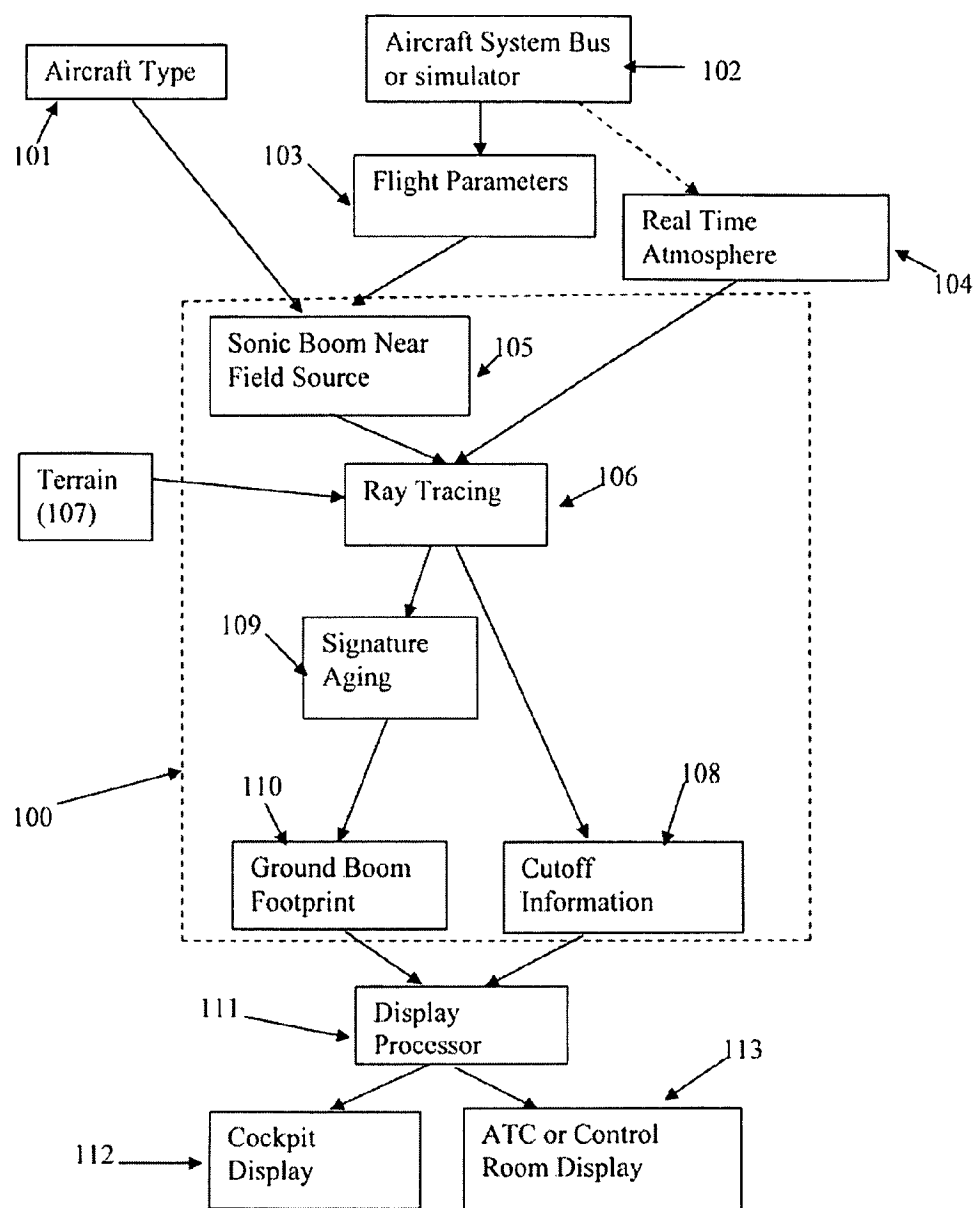 Aircraft System Bus
or simulator
102
Aircraft Type
101
103
Flight Parameters
Real Time
Atmosphere
104
Sonic Boom Near
Field Source
105
Terrain
(107)
Ray Tracing
106
109
Signature
Aging
100
110
108
Ground Boom
Footprint
Cutoff
Information
111
Display
Processor
113
112
Cockpit
Display
ATC or Control
Room Display